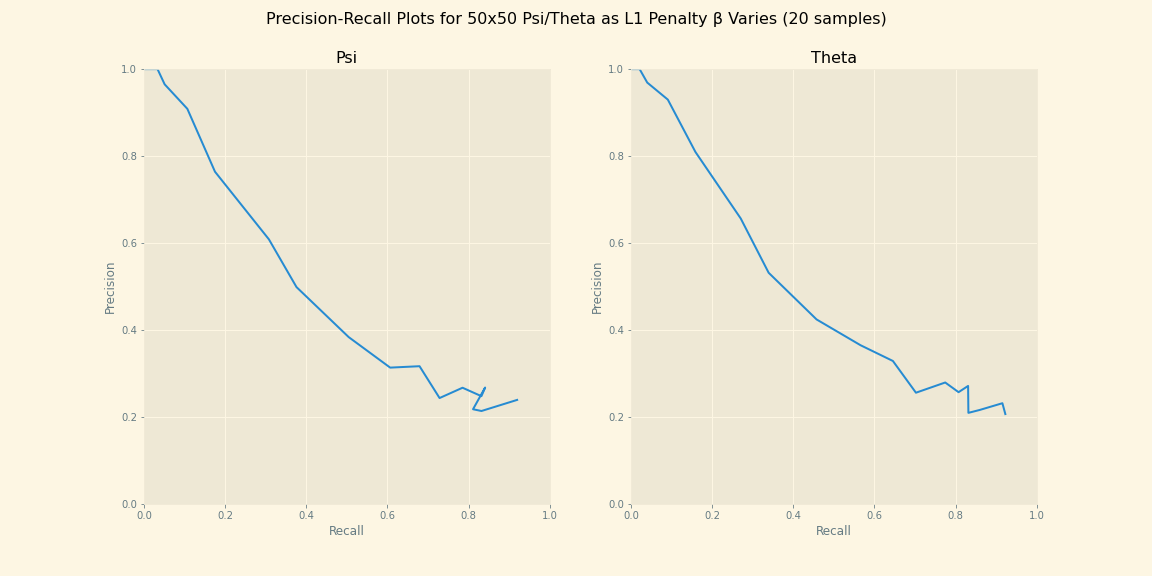 Precision-Recall Plots for 50x50 Psi/Theta as L1 Penalty β Varies (20 samples)
Psi
1.0
0.8
0.6
0.4
0.2
0.0
Precision
0.0 0.2 0.4 0.6 0.8 1.0
Recall
Theta
1.0
0.8
0.6
0.4
0.2
0.0
Precision
0.0 0.2 0.4 0.6 0.8 1.0
Recall